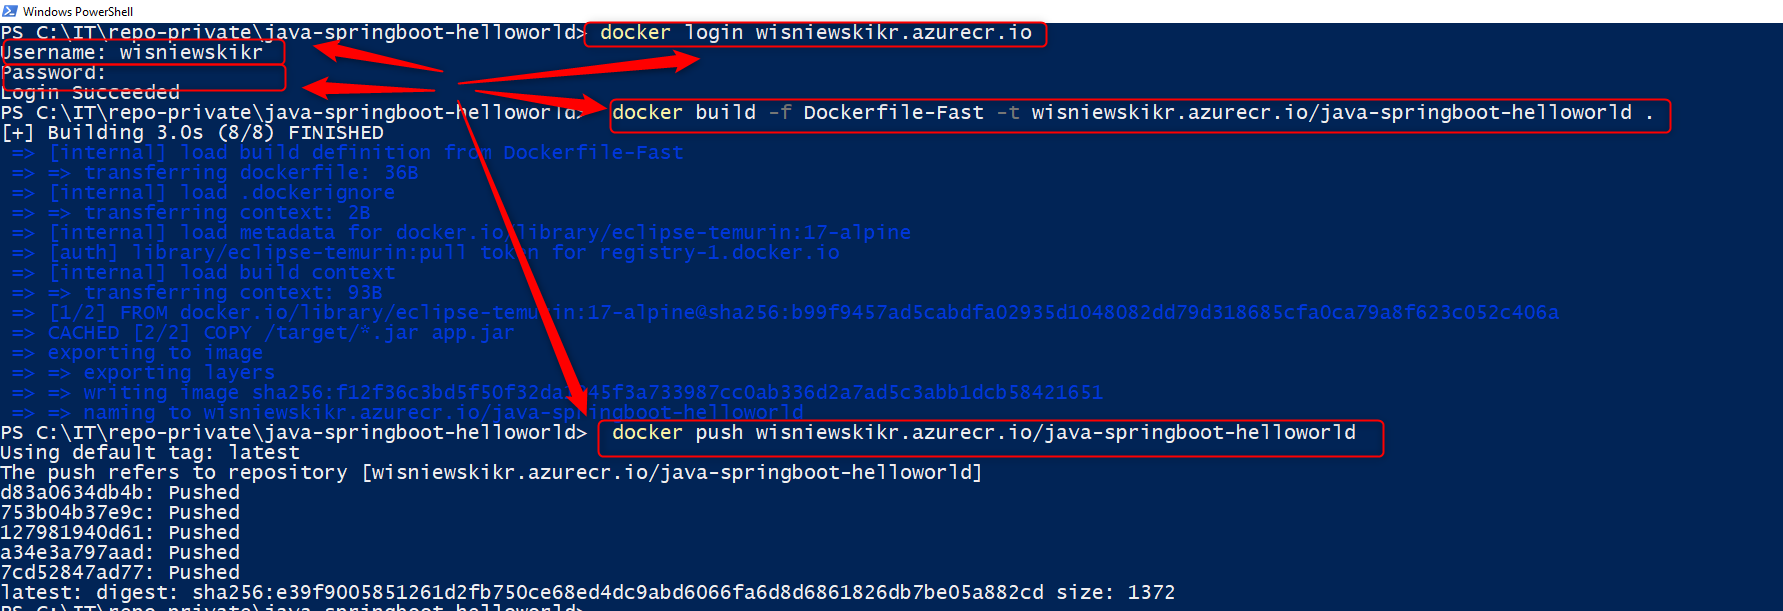 Windows PowerShell
PS C:\IT\repo-private\java-springboot-helloworld> docker login wisniewskikr.azurecr.io
Username: wisniewskikr
Password:
Login Succeeded
PS C:\IT\repo-private\java-springboot-helloworld> docker build -f Dockerfile-Fast -t wisniewskikr.azurecr.io/java-springboot-helloworld .
[+] Building 3.0s (8/8) FINISHED
=> [internal] load build definition from Dockerfile-Fast
=> => transferring dockerfile: 36B
=> [internal] load .dockerignore
=> => transferring context: 2B
=> [internal] load metadata for docker.io/library/eclipse-temurin:17-alpine
=> [auth] library/eclipse-temurin:pull token for registry-1.docker.io
=> [internal] load build context
=> => transferring context: 93B
=> [1/2] FROM docker.io/library/eclipse-temurin:17-alpine@sha256:b99f9457ad5cabdfa02935d1048082dd79d318685cfa0ca79a8f623c052c406a
=> CACHED [2/2] COPY /target/*.jar app.jar
=> exporting to image
=> => exporting layers
=> => writing image
=> => naming to wisniewskikr.azurecr.io/java-springboot-helloworld
PS C:\IT\repo-private\java-springboot-helloworld> docker push wisniewskikr.azurecr.io/java-springboot-helloworld
Using default tag: latest
The push refers to repository [wisniewskikr.azurecr.io/java-springboot-helloworld]
d83a0634db4b: Pushed
753b04b37e9c: Pushed
127981940d61: Pushed
a34e3a797aad: Pushed
7cd52847ad77: Pushed
latest: digest: sha256:e39f9005851261d2fb750ce68ed4dc9abd6066fa6d8d6861826db7be05a882cd size: 1372
PS C:\IT\repo-private\java-springboot-helloworld>